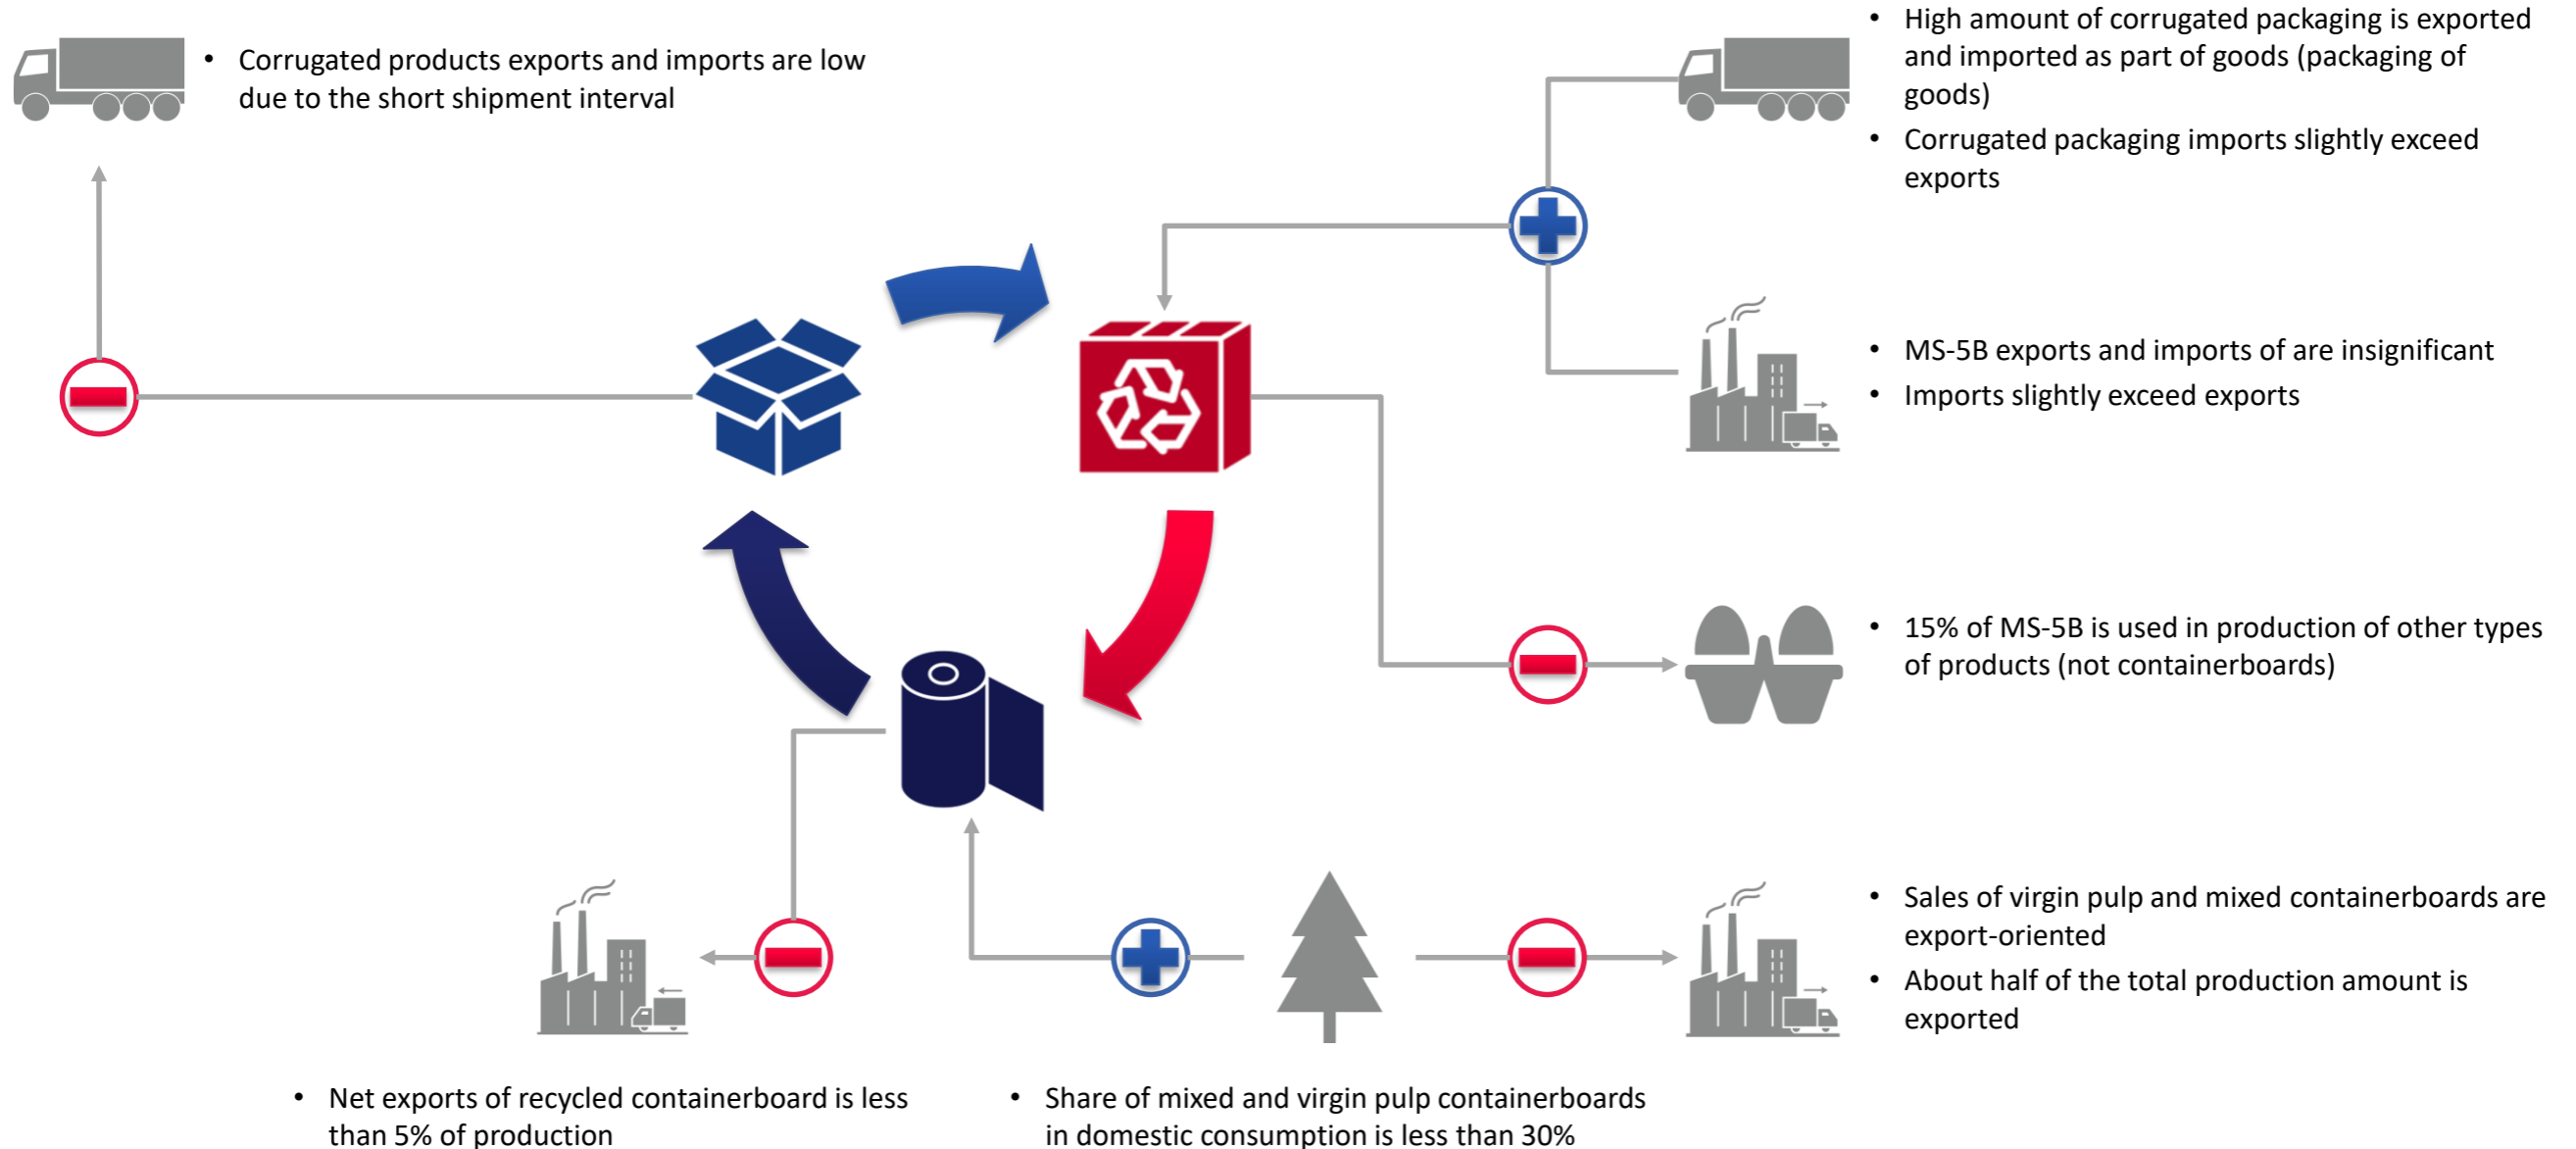 • Corrugated products exports and imports are low
due to the short shipment interval
• High amount of corrugated packaging is exported
and imported as part of goods (packaging of
goods)
• Corrugated packaging imports slightly exceed
exports
• MS-5B exports and imports of are insignificant
• Imports slightly exceed exports
• 15% of MS-5B is used in production of other types
of products (not containerboards)
• Sales of virgin pulp and mixed containerboards are
export-oriented
• About half of the total production amount is
exported
• Net exports of recycled containerboard is less
than 5% of production
• Share of mixed and virgin pulp containerboards
in domestic consumption is less than 30%